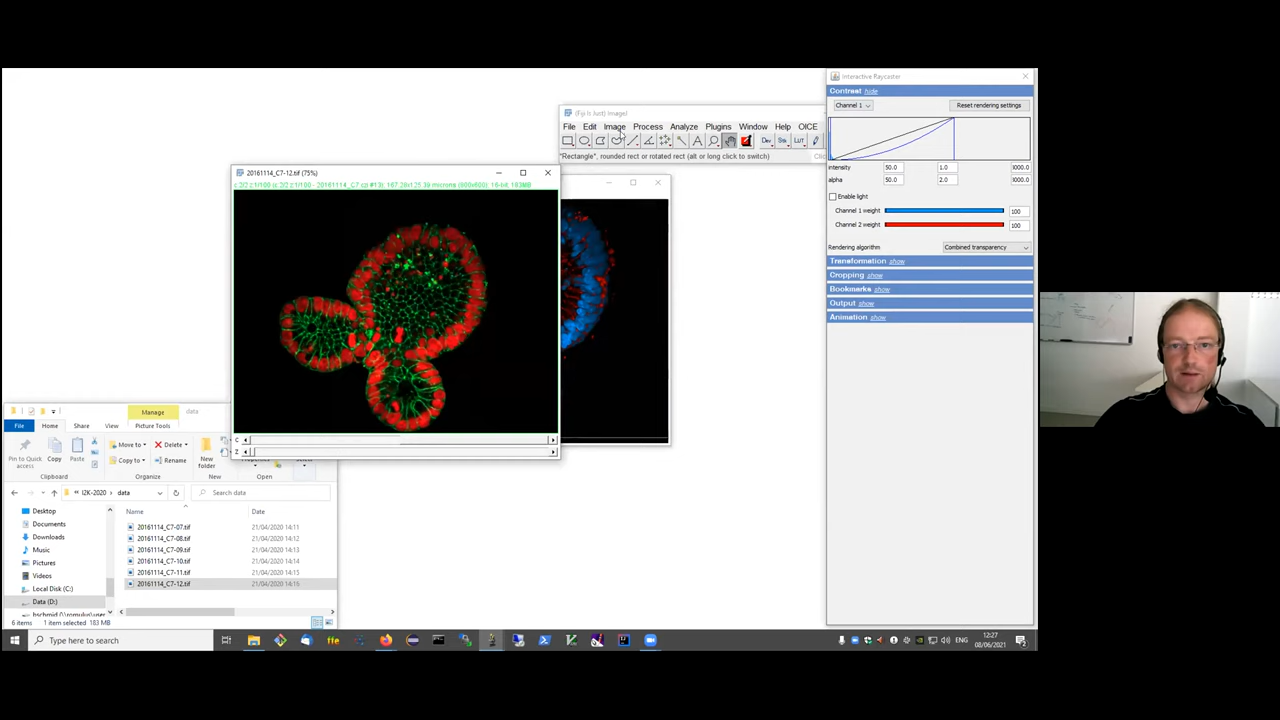 Interactive Raycaster
Contrast hide
Channel 1
Reset rendering settings
intensity 50.0 1.0
alpha 50.0 2.0
Enable light
Channel 1 weight 100
Channel 2 weight 100
Rendering algorithm Combined transparency
Transformation show
Cropping show
Bookmarks show
Output show
Animation show
(Fiji Is Just) ImageJ
File Edit Image Process Analyze Plugins Window Help OICE
Dev Stk LUT
*Rectangle*, rounded rect or rotated rect (alt or long click to switch)
20161114_C7-12.tif (75%)
c
z
Manage data
File Home Share View Picture Tools
Pin to Quick access
Copy
Paste
Move to
Copy to
Delete
Rename
New folder
Clipboard Organize New Open
« I2K-2020 data
Search data
Desktop
Documents
Downloads
Music
Pictures
Videos
Local Disk (C:)
Data (D:)
Name Date
20161114_C7-07.tif 21/04/2020 14:11
20161114_C7-08.tif 21/04/2020 14:12
20161114_C7-09.tif 21/04/2020 14:13
20161114_C7-10.tif 21/04/2020 14:14
20161114_C7-11.tif 21/04/2020 14:15
20161114_C7-12.tif 21/04/2020 14:16
6 items 1 item selected 183 MB
Type here to search
ffe
ENG
12:27
08/06/2021